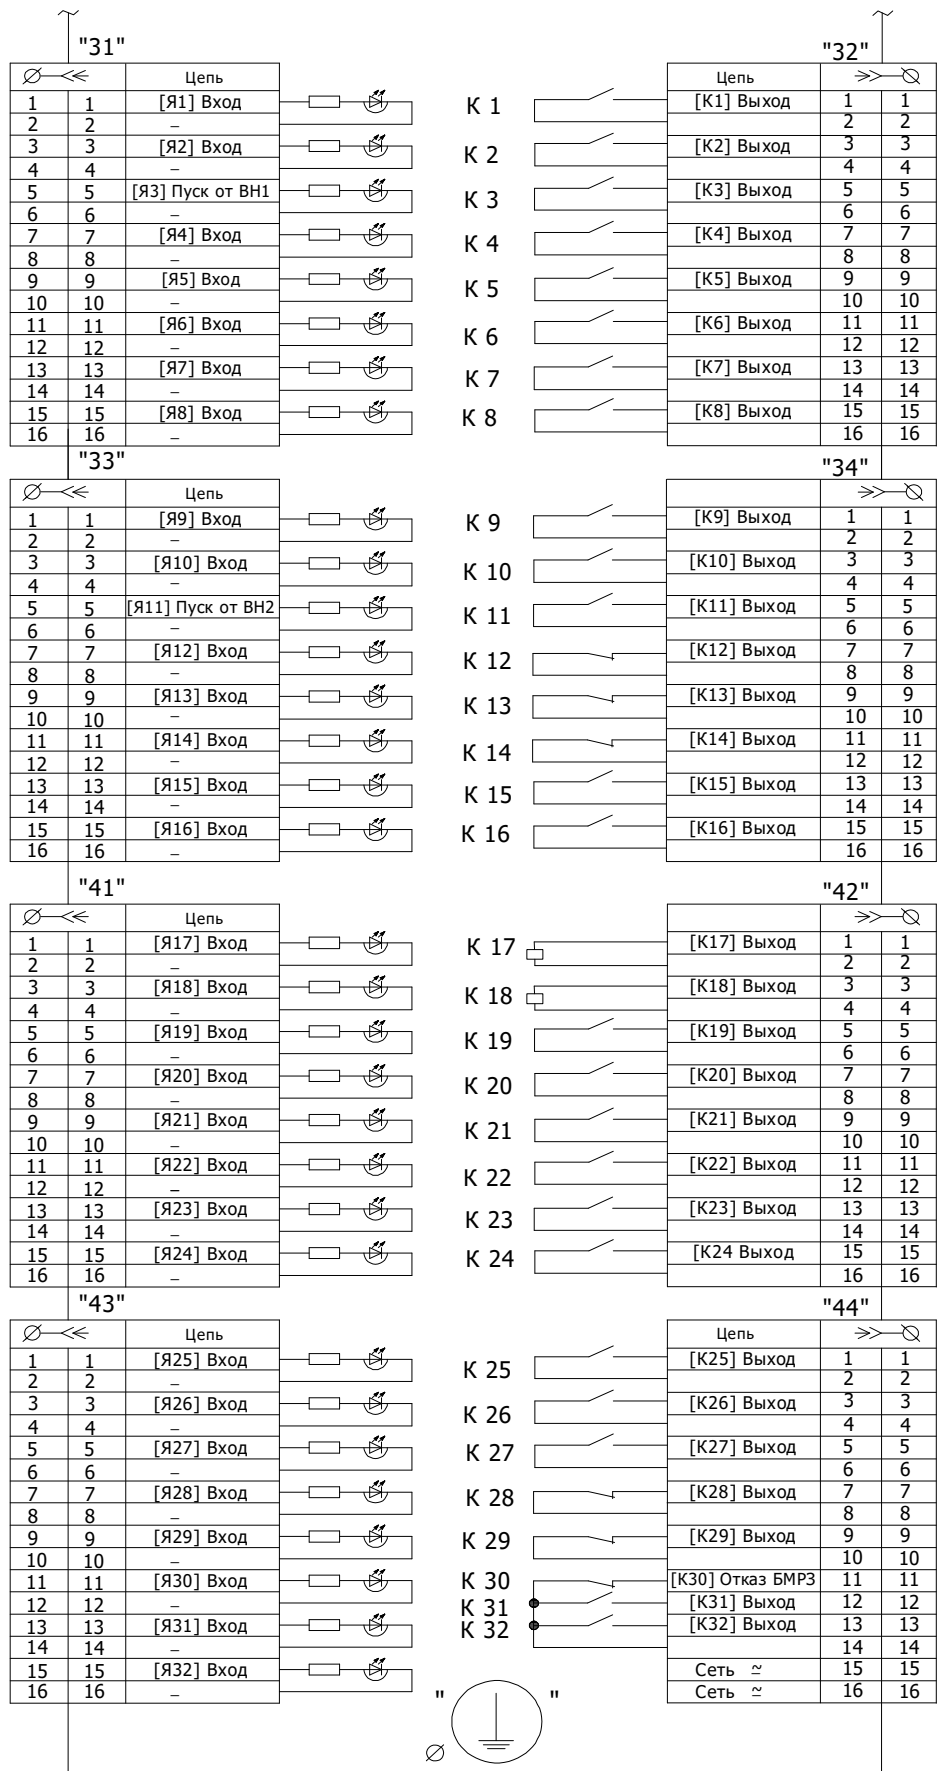 "31" "32"
Цепь Цепь
1 1 [Я1] Вход К 1 [К1] Выход 1 1
2 2 – 2 2
3 3 [Я2] Вход К 2 [К2] Выход 3 3
4 4 – 4 4
5 5 [Я3] Пуск от ВН1 К 3 [К3] Выход 5 5
6 6 – 6 6
7 7 [Я4] Вход К 4 [К4] Выход 7 7
8 8 – 8 8
9 9 [Я5] Вход К 5 [К5] Выход 9 9
10 10 – 10 10
11 11 [Я6] Вход К 6 [К6] Выход 11 11
12 12 – 12 12
13 13 [Я7] Вход К 7 [К7] Выход 13 13
14 14 – 14 14
15 15 [Я8] Вход К 8 [К8] Выход 15 15
16 16 – 16 16
"33" "34"
Цепь
1 1 [Я9] Вход К 9 [К9] Выход 1 1
2 2 – 2 2
3 3 [Я10] Вход К 10 [К10] Выход 3 3
4 4 – 4 4
5 5 [Я11] Пуск от ВН2 К 11 [К11] Выход 5 5
6 6 – 6 6
7 7 [Я12] Вход К 12 [К12] Выход 7 7
8 8 – 8 8
9 9 [Я13] Вход К 13 [К13] Выход 9 9
10 10 – 10 10
11 11 [Я14] Вход К 14 [К14] Выход 11 11
12 12 – 12 12
13 13 [Я15] Вход К 15 [К15] Выход 13 13
14 14 – 14 14
15 15 [Я16] Вход К 16 [К16] Выход 15 15
16 16 – 16 16
"41" "42"
Цепь
1 1 [Я17] Вход К 17 [К17] Выход 1 1
2 2 – 2 2
3 3 [Я18] Вход К 18 [К18] Выход 3 3
4 4 – 4 4
5 5 [Я19] Вход К 19 [К19] Выход 5 5
6 6 – 6 6
7 7 [Я20] Вход К 20 [К20] Выход 7 7
8 8 – 8 8
9 9 [Я21] Вход К 21 [К21] Выход 9 9
10 10 – 10 10
11 11 [Я22] Вход К 22 [К22] Выход 11 11
12 12 – 12 12
13 13 [Я23] Вход К 23 [К23] Выход 13 13
14 14 – 14 14
15 15 [Я24] Вход К 24 [К24 Выход 15 15
16 16 – 16 16
"43" "44"
Цепь Цепь
1 1 [Я25] Вход К 25 [К25] Выход 1 1
2 2 – 2 2
3 3 [Я26] Вход К 26 [К26] Выход 3 3
4 4 – 4 4
5 5 [Я27] Вход К 27 [К27] Выход 5 5
6 6 – 6 6
7 7 [Я28] Вход К 28 [К28] Выход 7 7
8 8 – 8 8
9 9 [Я29] Вход К 29 [К29] Выход 9 9
10 10 – 10 10
11 11 [Я30] Вход К 30 [К30] Отказ БМРЗ 11 11
12 12 – К 31 [К31] Выход 12 12
13 13 [Я31] Вход К 32 [К32] Выход 13 13
14 14 – 14 14
15 15 [Я32] Вход Сеть ≃ 15 15
16 16 – Сеть ≃ 16 16
" "